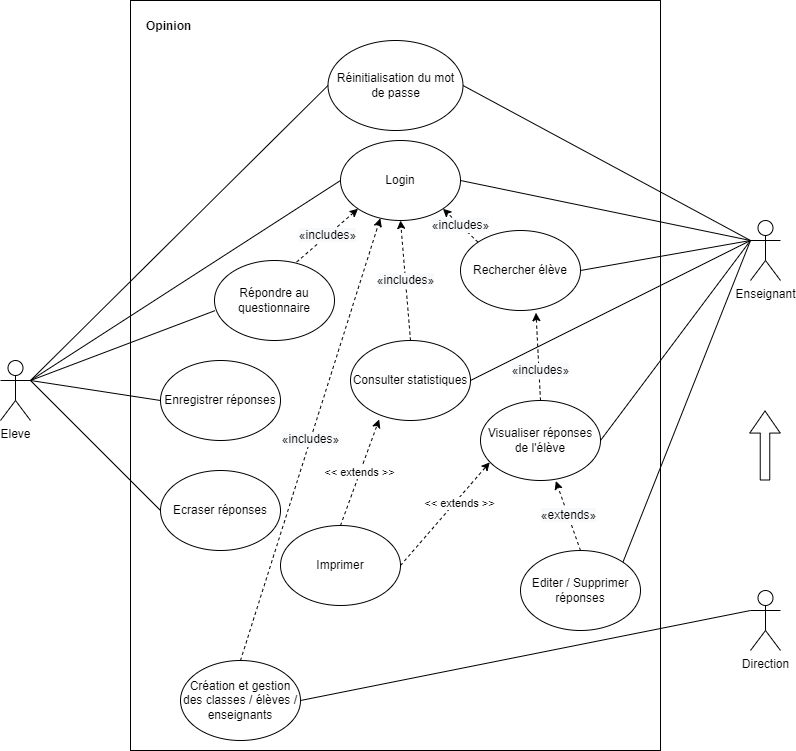 Opinion
Réinitialisation du mot
de passe
Login
«includes»
«includes»
Rechercher élève
«includes»
Répondre au
questionnaire
Enseignant
Consulter statistiques
«includes»
Enregistrer réponses
Eleve
«includes»
Visualiser réponses
de l'élève
<< extends >>
<< extends >>
Ecraser réponses
«extends»
Imprimer
Editer / Supprimer
réponses
Direction
Création et gestion
des classes / élèves /
enseignants